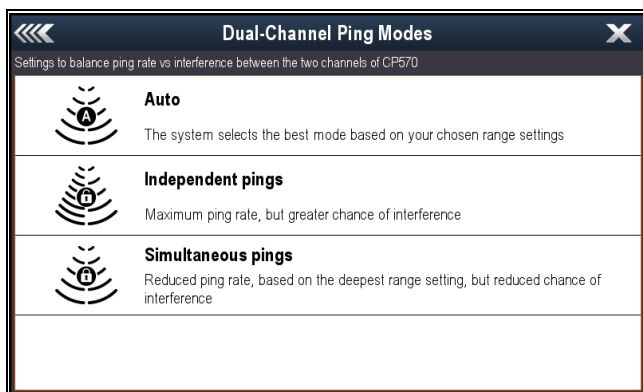 Dual-Channel Ping Modes
Settings to balance ping rate vs interference between the two channels of CP570
Auto
A
The system selects the best mode based on your chosen range settings
Independent pings
Maximum ping rate, but greater chance of interference
Simultaneous pings
Reduced ping rate, based on the deepest range setting, but reduced chance of
interference